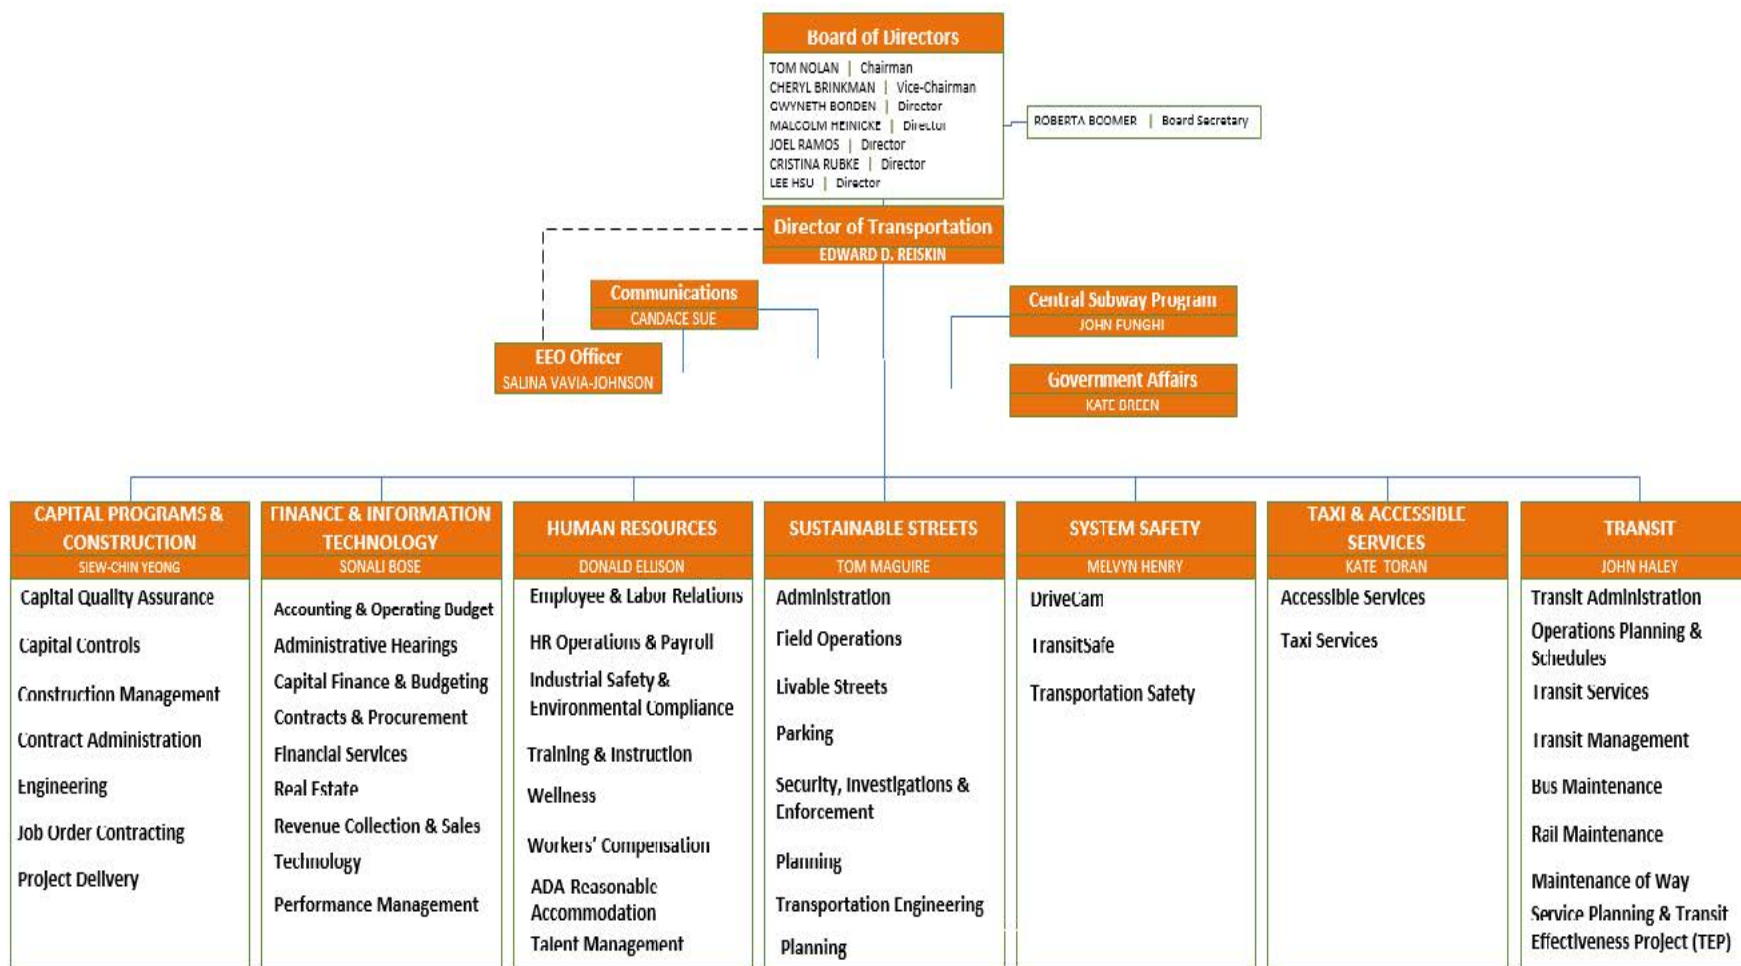 Board of Directors
TOM NOLAN | Chairman
CHERYL BRINKMAN | Vice-Chairman
GWYNETH BORDEN | Director
MALCOLM HEINICKE | Director
JOEL RAMOS | Director
CRISTINA RUBKE | Director
LEE HSU | Director
ROBERTA BOOMER | Board Secretary
Director of Transportation
EDWARD D. REISKIN
Communications
CANDACE SUE
Central Subway Program
JOHN FUNGHI
EEO Officer
SALINA VAVIA-JOHNSON
Government Affairs
KATE BREEN
CAPITAL PROGRAMS &
CONSTRUCTION
SIEW-CHIN YEONG
Capital Quality Assurance
Capital Controls
Construction Management
Contract Administration
Engineering
Job Order Contracting
Project Delivery
FINANCE & INFORMATION
TECHNOLOGY
SONALI BOSE
Accounting & Operating Budget
Administrative Hearings
Capital Finance & Budgeting
Contracts & Procurement
Financial Services
Real Estate
Revenue Collection & Sales
Technology
Performance Management
HUMAN RESOURCES
DONALD ELLISON
Employee & Labor Relations
HR Operations & Payroll
Industrial Safety &
Environmental Compliance
Training & Instruction
Wellness
Workers' Compensation
ADA Reasonable
Accommodation
Talent Management
SUSTAINABLE STREETS
TOM MAGUIRE
Administration
Field Operations
Livable Streets
Parking
Security, Investigations &
Enforcement
Planning
Transportation Engineering
Planning
SYSTEM SAFETY
MELVYN HENRY
DriveCam
TransitSafe
Transportation Safety
TAXI & ACCESSIBLE
SERVICES
KATE TORAN
Accessible Services
Taxi Services
TRANSIT
JOHN HALEY
Transit Administration
Operations Planning &
Schedules
Transit Services
Transit Management
Bus Maintenance
Rail Maintenance
Maintenance of Way
Service Planning & Transit
Effectiveness Project (TEP)